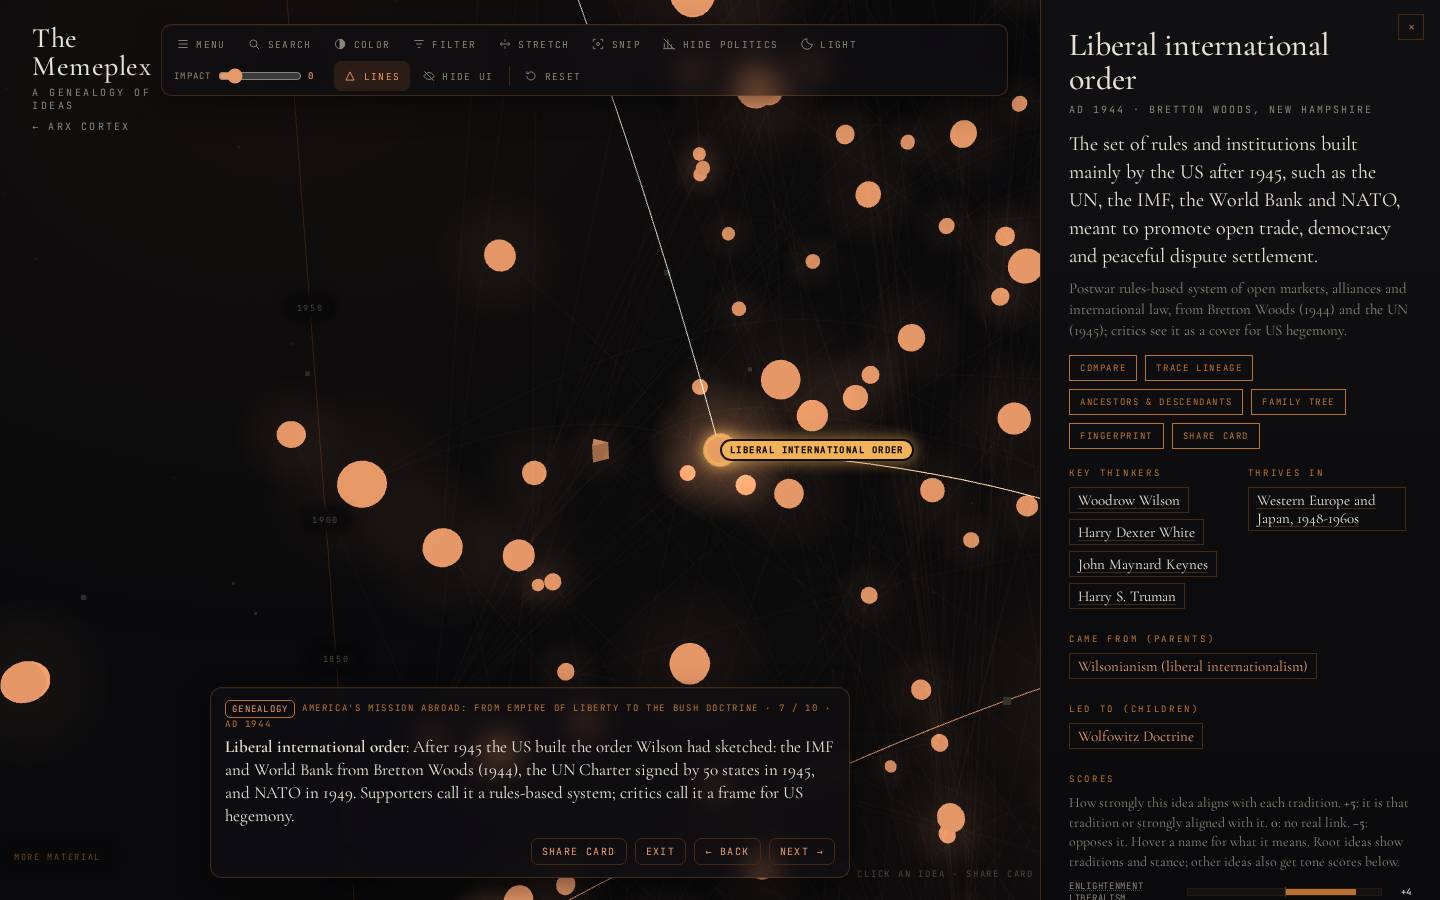 The
Memeplex
A GENEALOGY OF
IDEAS
← ARX CORTEX
MENU SEARCH COLOR FILTER STRETCH SNIP HIDE POLITICS LIGHT
IMPACT 0 LINES HIDE UI RESET
1950
1900
1850
LIBERAL INTERNATIONAL ORDER
GENEALOGY AMERICA'S MISSION ABROAD: FROM EMPIRE OF LIBERTY TO THE BUSH DOCTRINE · 7 / 10 ·
AD 1944
Liberal international order: After 1945 the US built the order Wilson had sketched: the IMF
and World Bank from Bretton Woods (1944), the UN Charter signed by 50 states in 1945,
and NATO in 1949. Supporters call it a rules-based system; critics call it a frame for US
hegemony.
SHARE CARD EXIT ← BACK NEXT →
MORE MATERIAL
CLICK AN IDEA · SHARE CARD
×
Liberal international
order
AD 1944 · BRETTON WOODS, NEW HAMPSHIRE
The set of rules and institutions built
mainly by the US after 1945, such as the
UN, the IMF, the World Bank and NATO,
meant to promote open trade, democracy
and peaceful dispute settlement.
Postwar rules-based system of open markets, alliances and
international law, from Bretton Woods (1944) and the UN
(1945); critics see it as a cover for US hegemony.
COMPARE TRACE LINEAGE
ANCESTORS & DESCENDANTS FAMILY TREE
FINGERPRINT SHARE CARD
KEY THINKERS
Woodrow Wilson
Harry Dexter White
John Maynard Keynes
Harry S. Truman
THRIVES IN
Western Europe and
Japan, 1948-1960s
CAME FROM (PARENTS)
Wilsonianism (liberal internationalism)
LED TO (CHILDREN)
Wolfowitz Doctrine
SCORES
How strongly this idea aligns with each tradition. +5: it is that
tradition or strongly aligned with it. 0: no real link. −5:
opposes it. Hover a name for what it means. Root ideas show
traditions and stance; other ideas also get tone scores below.
ENLIGHTENMENT
LIBERALISM
+4